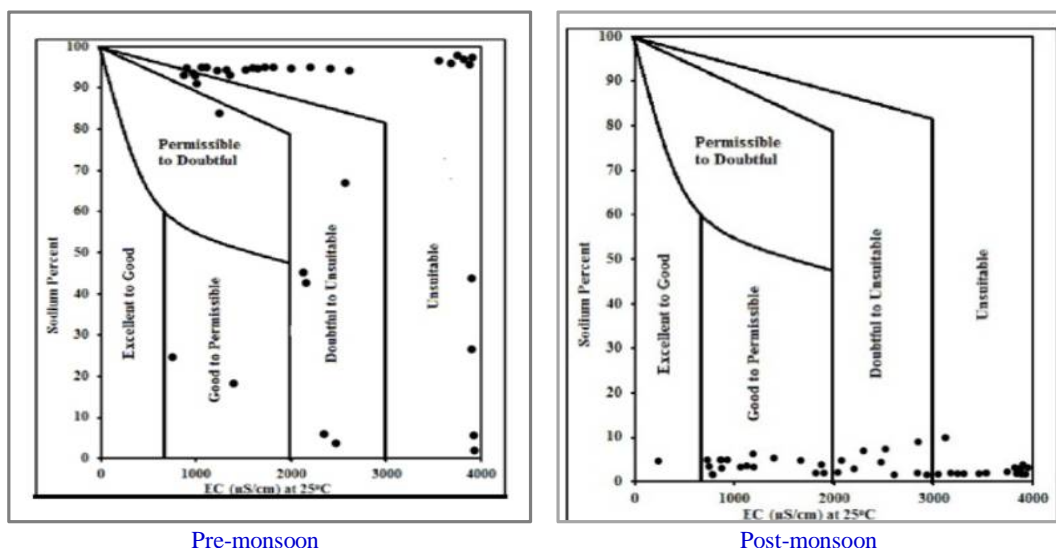 100
90
80
70
60
50
40
30
20
10
0
Sodium Percent
Permissible
to Doubtful
Excellent to Good
Good to Permissible
Doubtful to Unsuitable
Unsuitable
0
1000
2000
3000
4000
EC (µS/cm) at 25°C
Pre-monsoon
100
90
80
70
60
50
40
30
20
10
0
Sodium Percent
Permissible
to Doubtful
Excellent to Good
Good to Permissible
Doubtful to Unsuitable
Unsuitable
0
1000
2000
3000
4000
EC (µS/cm) at 25°C
Post-monsoon